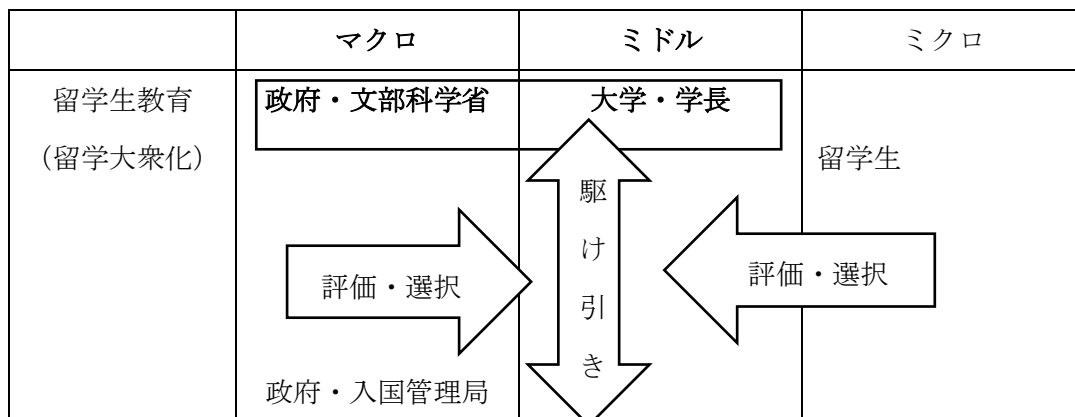 マクロ ミドル ミクロ
留学生教育 政府・文部科学省 大学・学長
(留学大衆化) 留学生
駆け引き
評価・選択 評価・選択
政府・入国管理局